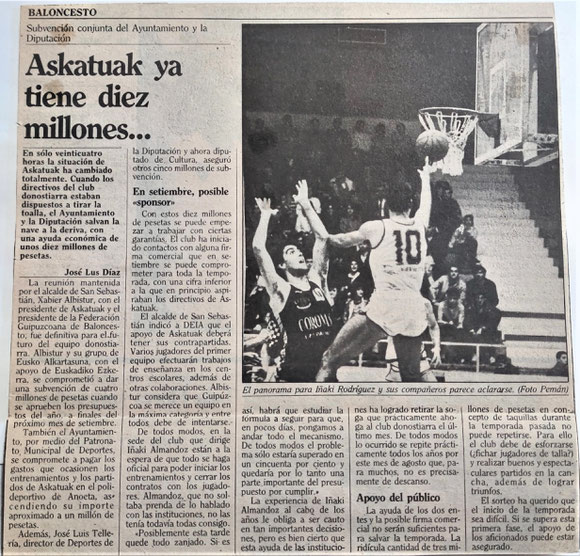 BALONCESTO
Subvención conjunta del Ayuntamiento y la
Diputación
Askatuak ya
tiene diez
millones...
En sólo veinticuatro
horas la situación de
Askatuak ha cambiado
totalmente. Cuando los
directivos del club
donostiarra estaban
dispuestos a tirar la
toalla, el Ayuntamiento
y la Diputación salvan la
nave a la deriva, con
una ayuda económica de
unos diez millones de
pesetas.
José Lus Díaz
La reunión mantenida
por el alcalde de San Sebas-
tián, Xabier Albistur, con el
presidente de Askatuak y el
presidente de la Federación
Guipuzcoana de Balonces-
to, fue definitiva para el futuro
del equipo donostia-
rra. Albistur y su grupo de
Eusko Alkartasuna, con el
apoyo de Euskadiko Ezke-
rra, se comprometió a dar
una subvención de cuatro
millones de pesetas cuando
se aprueben los presupues-
tos del año a finales del
próximo mes de setiembre.
También el Ayuntamien-
to, por medio del Patrona-
to Municipal de Deportes,
se compromete a pagar los
gastos que ocasionen los
entrenamientos y los parti-
dos de Askatuak en el poli-
deportivo de Anoeta, as-
cendiendo su importe
aproximado a un millón de
pesetas.
Además, José Luis Telle-
ría, director de Deportes de
la Diputación y ahora diputa-
do de Cultura, aseguró
otros cinco millones de sub-
vención.
En setiembre, posible
«sponsor»
Con estos diez millones
de pesetas se puede empe-
zar a trabajar con ciertas
garantías. El club ha inicia-
do contactos con alguna fir-
ma comercial que en se-
tiembre se puede compro-
meter para toda la tempora-
da, con una cifra inferior
a la que en principio aspira-
ban los directivos de As-
katuak.
El alcalde de San Sebas-
tián indicó a DEIA que el
apoyo de Askatuak deberá
tener sus contrapartidas.
Varios jugadores del primer
equipo efectuarán trabajos
de enseñanza en los cen-
tros escolares, además de
otras colaboraciones. Albis-
tur considera que Guipúz-
coa se merece un equipo en
la máxima categoría y entre
todos debe de intentarse.
De todos modos, en la
sede del club que dirige
Iñaki Almandoz están a la
espera de que todo se haga
oficial para poder iniciar los
entrenamientos y cerrar los
contratos con los jugado-
res. Almandoz, que no sol-
taba prenda de lo hablado
con las instituciones, no las
tenía todavía todas consigo.
«Posiblemente esta tarde
quede todo zanjado. Si es
El panorama para Iñaki Rodríguez y sus compañeros parece aclararse. (Foto Pemán)
así, habrá que estudiar la
fórmula a seguir para que,
en pocos días, pongamos a
andar todo el mecanismo.
De todos modos el proble-
ma sólo estaría superado en
un cincuenta por ciento y
quedaría por lo tanto una
parte importante del presu-
puesto por cumplir.»
La experiencia de Iñaki
Almandoz al cabo de los
años le obliga a ser cauto
en tan importantes decisio-
nes, pero es bien cierto que
esta ayuda de las institucio-
nes ha logrado retirar la so-
ga que prácticamente aho-
gaba al club donostiarra el
último mes. De todos modos
lo ocurrido se repite prácti-
camente todos los años por
este mes de agosto que, pa-
ra muchos, no es precisa-
mente de descanso.
Apoyo del público
La ayuda de los dos en-
tes y la posible firma comer-
cial no serán suficientes pa-
ra salvar la temporada. La
ridícula cantidad de tres mi-
llones de pesetas en con-
cepto de taquillas durante
la temporada pasada no
puede repetirse. Para ello
el club debe de esforzarse
(¿fichar jugadores de talla?)
y realizar buenos y especta-
culares partidos en la can-
cha, además de lograr
triunfos.
El sorteo ha querido que
el inicio de la temporada
sea difícil. Si se supera esta
primera fase, el apoyo de
los aficionados puede estar
asegurado.
10